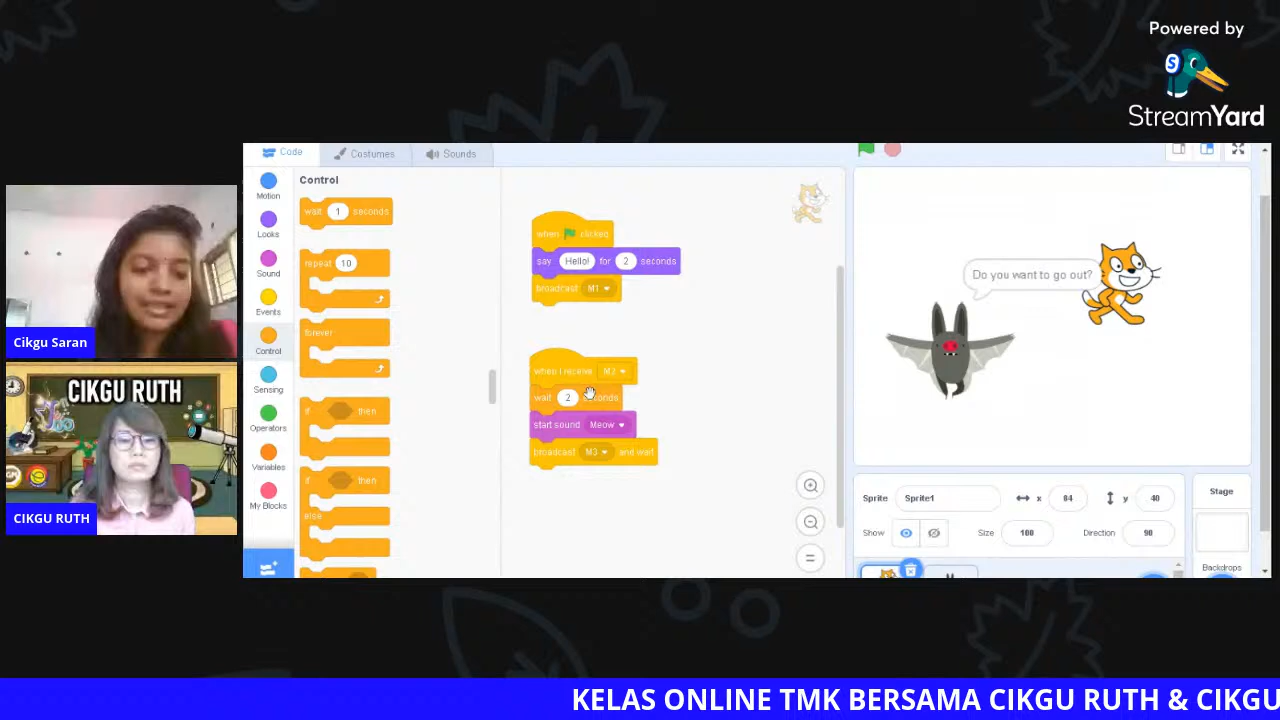 Powered by
S
StreamYard
Code
Costumes
Sounds
Motion
Looks
Sound
Events
Control
Sensing
Operators
Variables
My Blocks
Control
wait 1 seconds
repeat 10
forever
if then
if then
else
when clicked
say Hello! for 2 seconds
broadcast M1
when I receive M2
wait 2 seconds
start sound Meow
broadcast M3 and wait
Do you want to go out?
Sprite
Sprite1
x
84
y
40
Show
Size
100
Direction
90
Stage
Backdrops
Cikgu Saran
CIKGU RUTH
CIKGU RUTH
KELAS ONLINE TMK BERSAMA CIKGU RUTH & CIKGU